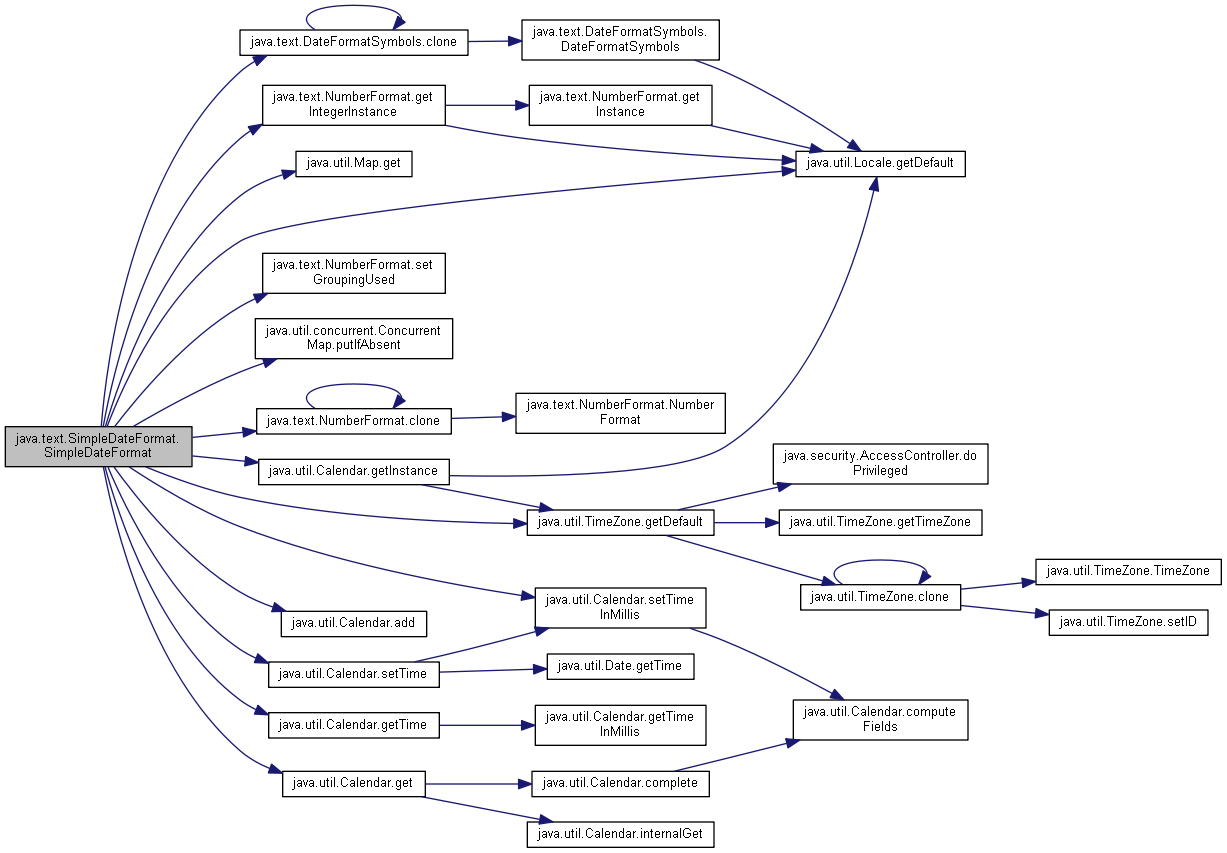 java.text.DateFormatSymbols.clone
java.text.DateFormatSymbols.
DateFormatSymbols
java.text.NumberFormat.get
IntegerInstance
java.text.NumberFormat.get
Instance
java.util.Map.get
java.util.Locale.getDefault
java.text.NumberFormat.set
GroupingUsed
java.util.concurrent.Concurrent
Map.putIfAbsent
java.text.NumberFormat.clone
java.text.NumberFormat.Number
Format
java.text.SimpleDateFormat.
SimpleDateFormat
java.util.Calendar.getInstance
java.security.AccessController.do
Privileged
java.util.TimeZone.getDefault
java.util.TimeZone.getTimeZone
java.util.TimeZone.clone
java.util.TimeZone.TimeZone
java.util.TimeZone.setID
java.util.Calendar.setTime
InMillis
java.util.Calendar.add
java.util.Calendar.setTime
java.util.Date.getTime
java.util.Calendar.getTime
java.util.Calendar.getTime
InMillis
java.util.Calendar.compute
Fields
java.util.Calendar.get
java.util.Calendar.complete
java.util.Calendar.internalGet